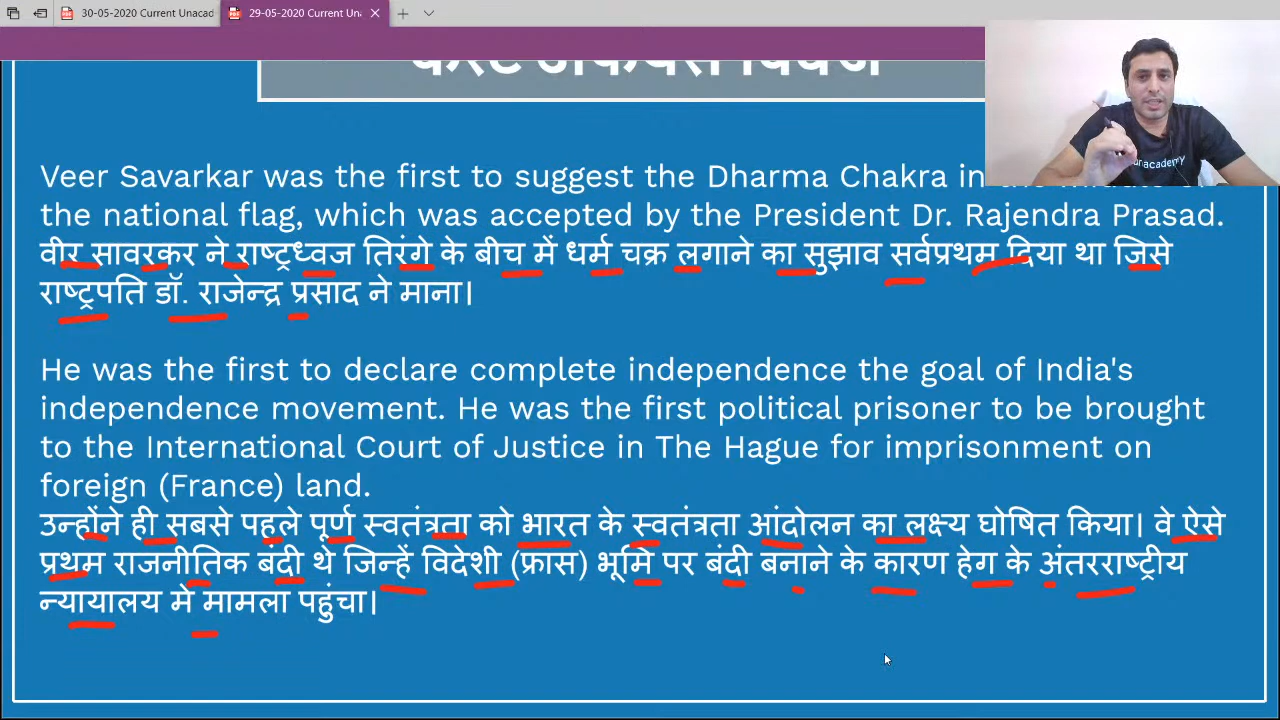 30-05-2020 Current Unacad
29-05-2020 Current Una
Veer Savarkar was the first to suggest the Dharma Chakra in the
the national flag, which was accepted by the President Dr. Rajendra Prasad.
वीर सावरकर ने राष्ट्रध्वज तिरंगे के बीच में धर्म चक्र लगाने का सुझाव सर्वप्रथम दिया था जिसे
राष्ट्रपति डॉ. राजेन्द्र प्रसाद ने माना।
He was the first to declare complete independence the goal of India's
independence movement. He was the first political prisoner to be brought
to the International Court of Justice in The Hague for imprisonment on
foreign (France) land.
उन्होंने ही सबसे पहले पूर्ण स्वतंत्रता को भारत के स्वतंत्रता आंदोलन का लक्ष्य घोषित किया। वे ऐसे
प्रथम राजनीतिक बंदी थे जिन्हें विदेशी (फ्रास) भूमि पर बंदी बनाने के कारण हेग के अंतरराष्ट्रीय
न्यायालय मे मामला पहुंचा।